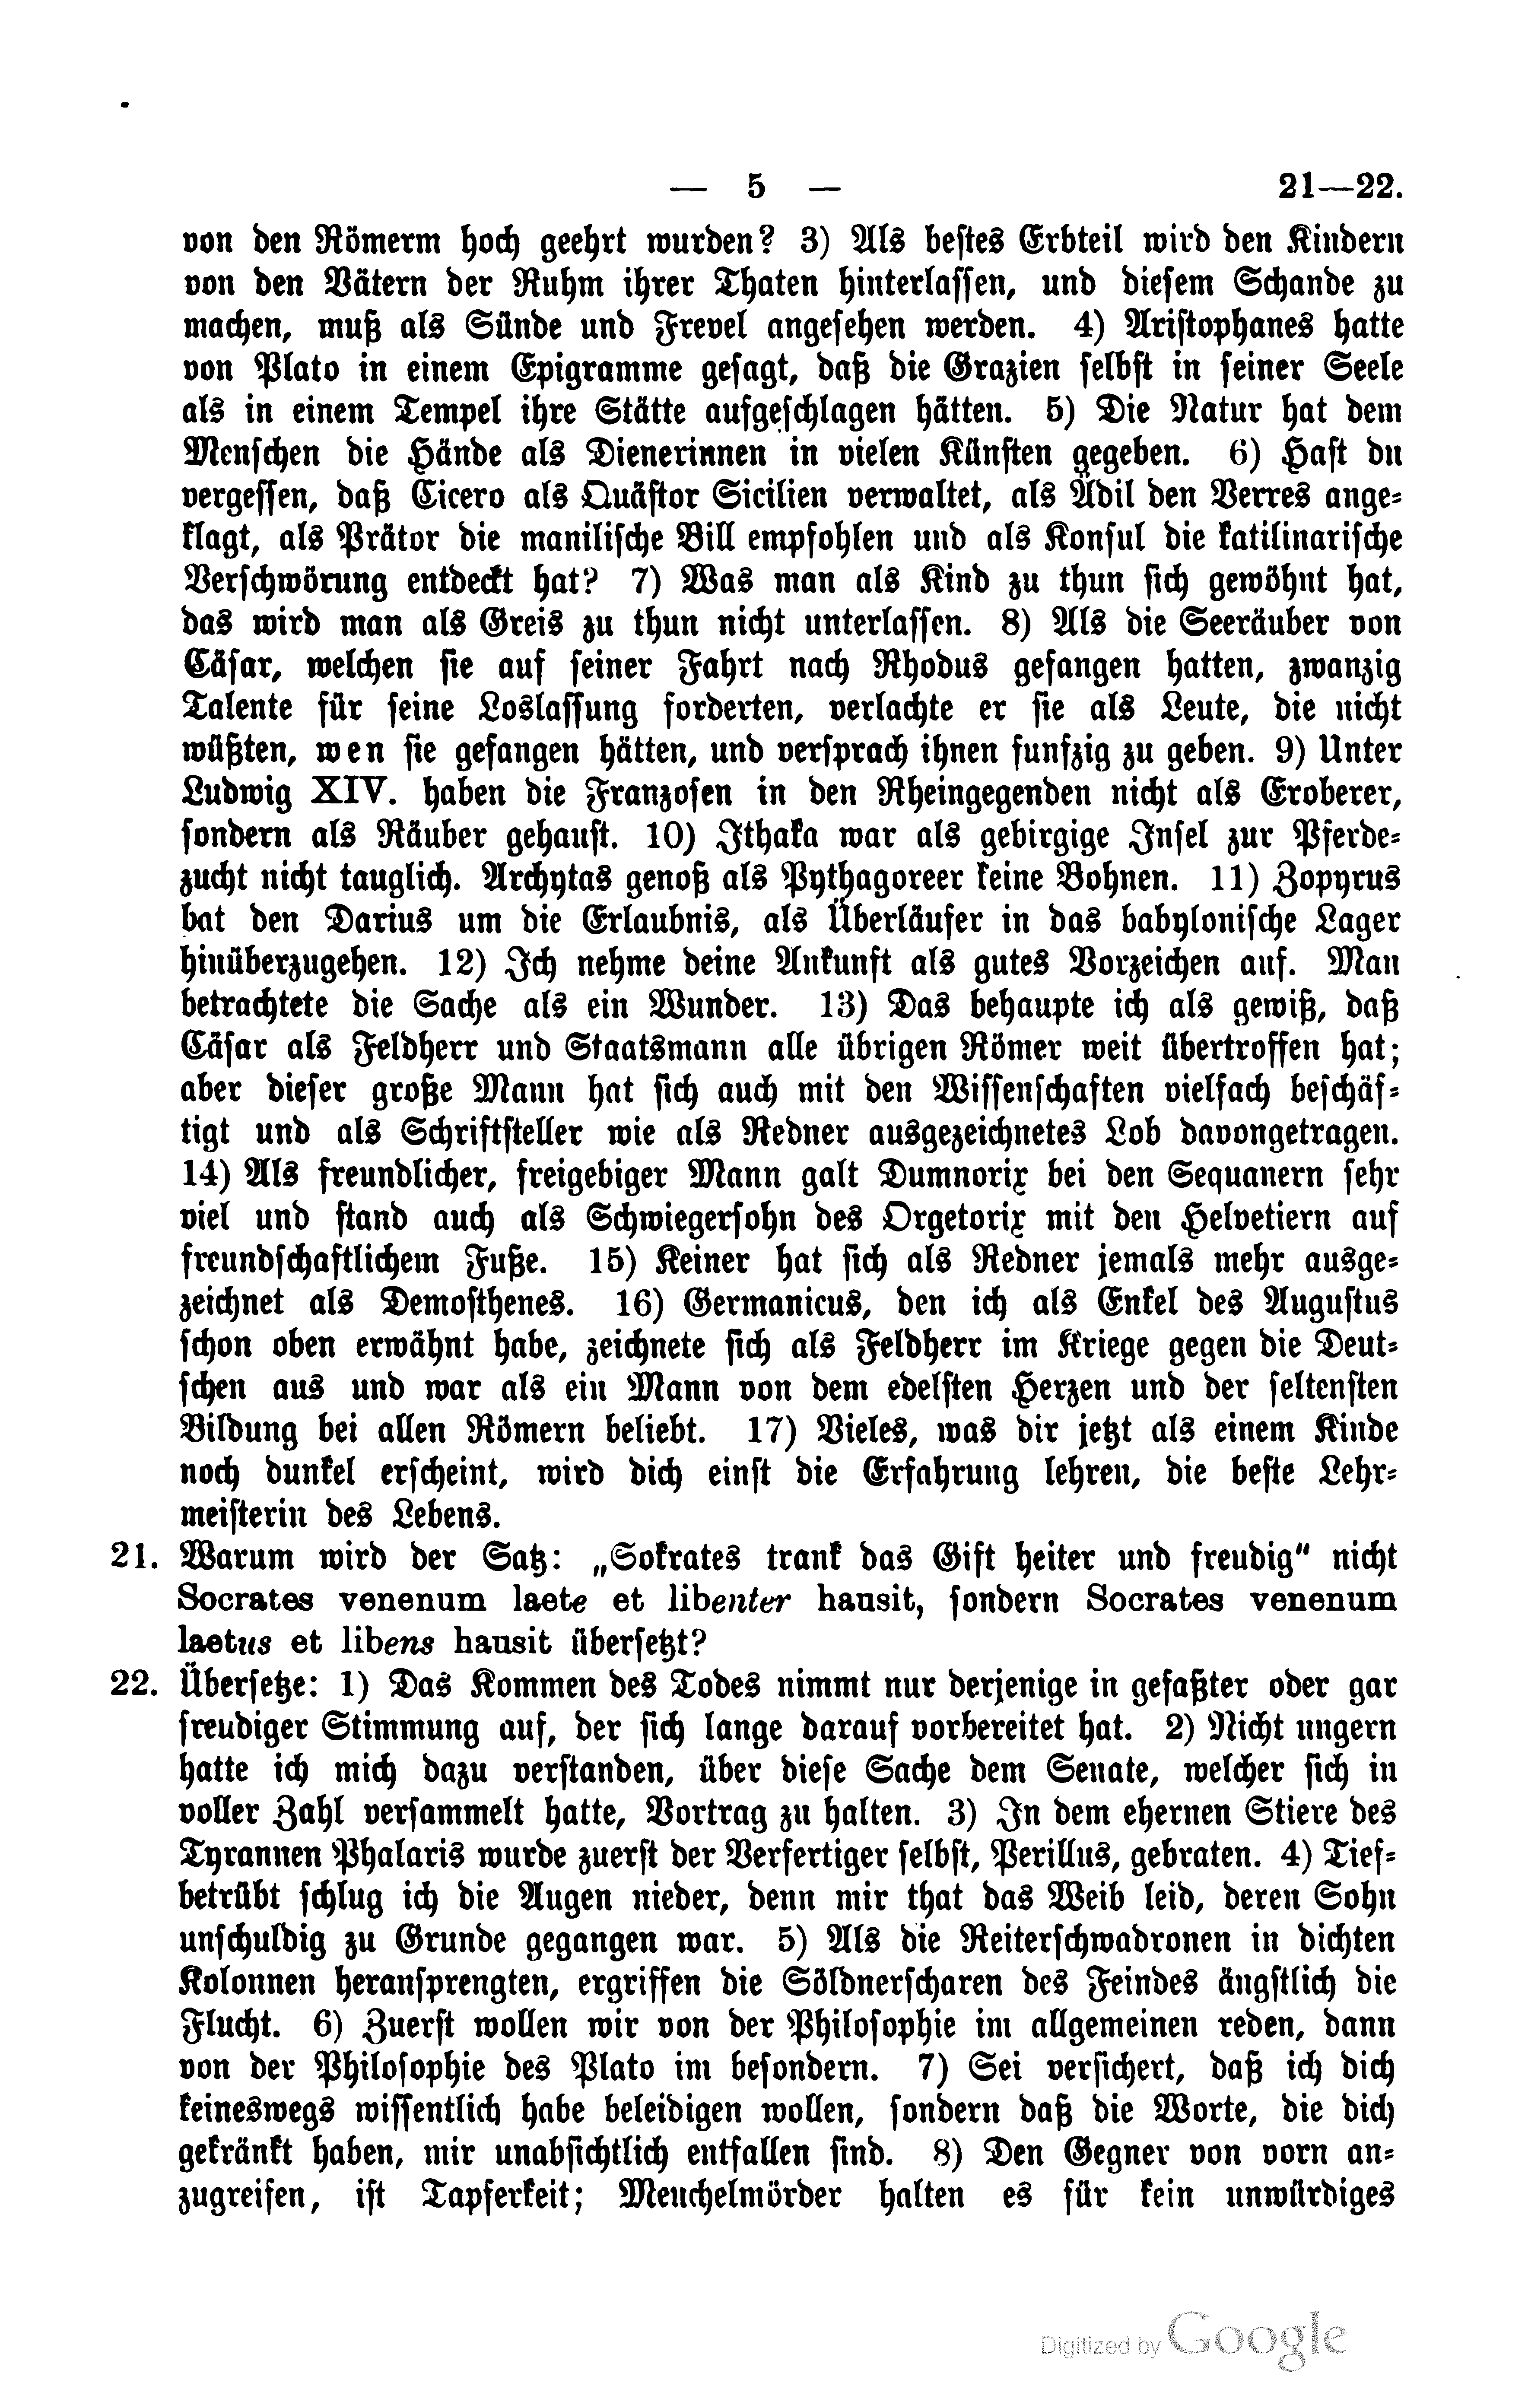 — 5 — 21—22.
von den Römerm hoch geehrt wurden? 3) Als bestes Erbteil wird den Kindern
von den Vätern der Ruhm ihrer Thaten hinterlassen, und diesem Schande zu
machen, muß als Sünde und Frevel angesehen werden. 4) Aristophanes hatte
von Plato in einem Epigramme gesagt, daß die Grazien selbst in seiner Seele
als in einem Tempel ihre Stätte aufgeschlagen hätten. 5) Die Natur hat dem
Menschen die Hände als Dienerinnen in vielen Künsten gegeben. 6) Hast du
vergessen, daß Cicero als Quästor Sicilien verwaltet, als Ädil den Verres ange-
klagt, als Prätor die manilische Bill empfohlen und als Konsul die katilinarische
Verschwörung entdeckt hat? 7) Was man als Kind zu thun sich gewöhnt hat,
das wird man als Greis zu thun nicht unterlassen. 8) Als die Seeräuber von
Cäsar, welchen sie auf seiner Fahrt nach Rhodus gefangen hatten, zwanzig
Talente für seine Loslassung forderten, verlachte er sie als Leute, die nicht
wüßten, wen sie gefangen hätten, und versprach ihnen funfzig zu geben. 9) Unter
Ludwig XIV. haben die Franzosen in den Rheingegenden nicht als Eroberer,
sondern als Räuber gehaust. 10) Ithaka war als gebirgige Insel zur Pferde-
zucht nicht tauglich. Archytas genoß als Pythagoreer keine Bohnen. 11) Zopyrus
bat den Darius um die Erlaubnis, als Überläufer in das babylonische Lager
hinüberzugehen. 12) Ich nehme deine Ankunft als gutes Vorzeichen auf. Man
betrachtete die Sache als ein Wunder. 13) Das behaupte ich als gewiß, daß
Cäsar als Feldherr und Staatsmann alle übrigen Römer weit übertroffen hat;
aber dieser große Mann hat sich auch mit den Wissenschaften vielfach beschäf-
tigt und als Schriftsteller wie als Redner ausgezeichnetes Lob davongetragen.
14) Als freundlicher, freigebiger Mann galt Dumnorix bei den Sequanern sehr
viel und stand auch als Schwiegersohn des Orgetorix mit den Helvetiern auf
freundschaftlichem Fuße. 15) Keiner hat sich als Redner jemals mehr ausge-
zeichnet als Demosthenes. 16) Germanicus, den ich als Enkel des Augustus
schon oben erwähnt habe, zeichnete sich als Feldherr im Kriege gegen die Deut-
schen aus und war als ein Mann von dem edelsten Herzen und der seltensten
Bildung bei allen Römern beliebt. 17) Vieles, was dir jetzt als einem Kinde
noch dunkel erscheint, wird dich einst die Erfahrung lehren, die beste Lehr-
meisterin des Lebens.
21. Warum wird der Satz: „Sokrates trank das Gift heiter und freudig" nicht
Socrates venenum laete et libenter hausit, sondern Socrates venenum
laetus et libens hausit übersetzt?
22. Übersetze: 1) Das Kommen des Todes nimmt nur derjenige in gefaßter oder gar
freudiger Stimmung auf, der sich lange darauf vorbereitet hat. 2) Nicht ungern
hatte ich mich dazu verstanden, über diese Sache dem Senate, welcher sich in
voller Zahl versammelt hatte, Vortrag zu halten. 3) In dem ehernen Stiere des
Tyrannen Phalaris wurde zuerst der Verfertiger selbst, Perillus, gebraten. 4) Tief-
betrübt schlug ich die Augen nieder, denn mir that das Weib leid, deren Sohn
unschuldig zu Grunde gegangen war. 5) Als die Reiterschwadronen in dichten
Kolonnen heransprengten, ergriffen die Söldnerscharen des Feindes ängstlich die
Flucht. 6) Zuerst wollen wir von der Philosophie im allgemeinen reden, dann
von der Philosophie des Plato im besondern. 7) Sei versichert, daß ich dich
keineswegs wissentlich habe beleidigen wollen, sondern daß die Worte, die dich
gekränkt haben, mir unabsichtlich entfallen sind. 8) Den Gegner von vorn an-
zugreifen, ist Tapferkeit; Meuchelmörder halten es für kein unwürdiges
Digitized by Google